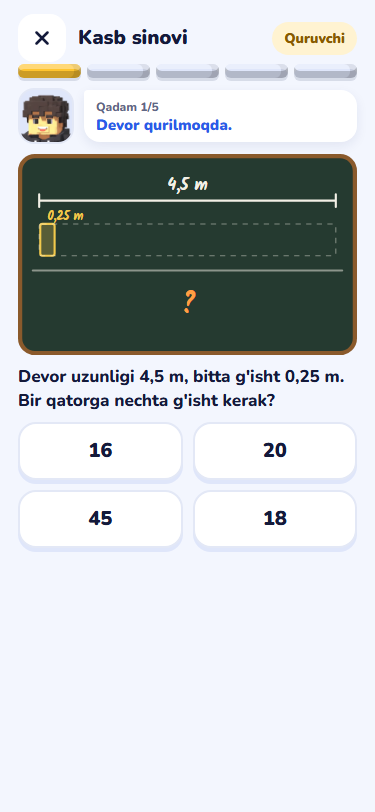 Kasb sinovi
Quruvchi
Qadam 1/5
Devor qurilmoqda.
4,5 m
0,25 m
?
Devor uzunligi 4,5 m, bitta g'isht 0,25 m.
Bir qatorga nechta g'isht kerak?
16
20
45
18